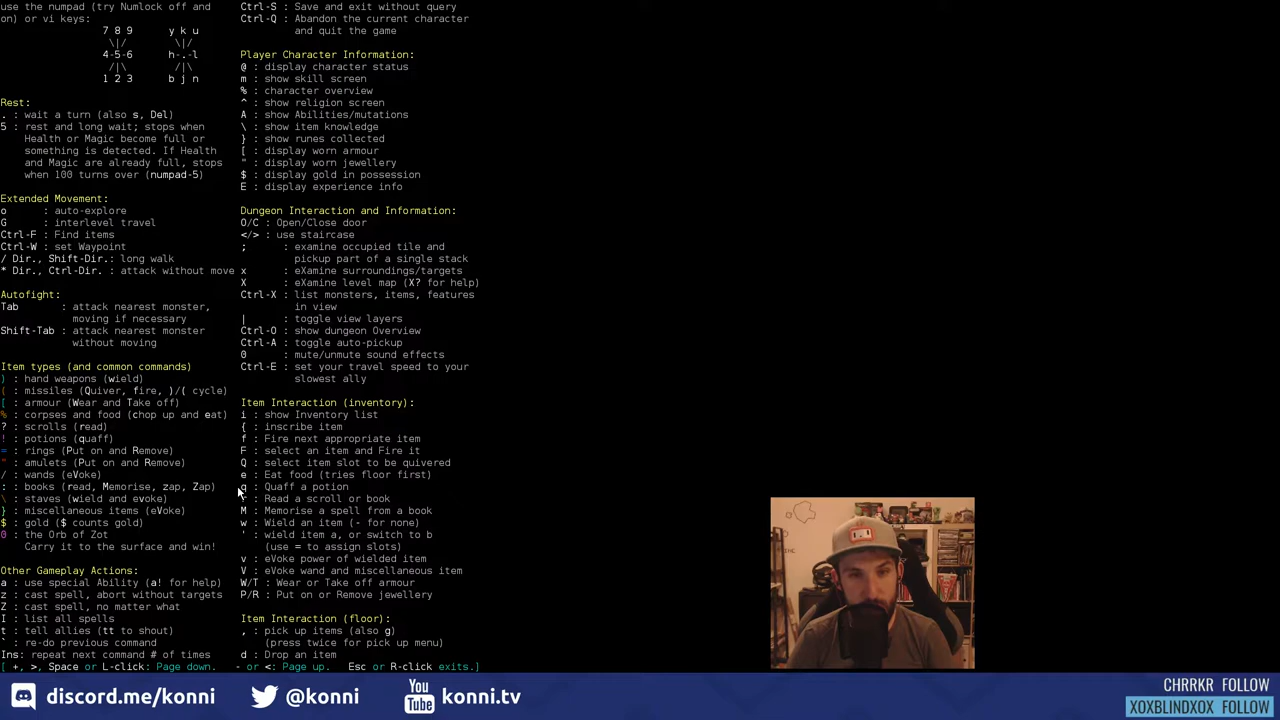 use the numpad (try Numlock off and
on) or vi keys:
7 8 9 y k u
\|/ \|/
4-5-6 h-.-l
/|\ /|\
1 2 3 b j n
Rest:
. : wait a turn (also s, Del)
5 : rest and long wait; stops when
Health or Magic become full or
something is detected. If Health
and Magic are already full, stops
when 100 turns over (numpad-5)
Extended Movement:
o : auto-explore
G : interlevel travel
Ctrl-F : Find items
Ctrl-W : set Waypoint
/ Dir., Shift-Dir.: long walk
* Dir., Ctrl-Dir. : attack without move
Autofight:
Tab : attack nearest monster,
moving if necessary
Shift-Tab : attack nearest monster
without moving
Item types (and common commands)
) : hand weapons (wield)
( : missiles (Quiver, fire, )/( cycle)
[ : armour (Wear and Take off)
% : corpses and food (chop up and eat)
? : scrolls (read)
! : potions (quaff)
= : rings (Put on and Remove)
" : amulets (Put on and Remove)
/ : wands (eVoke)
: : books (read, Memorise, zap, Zap)
\ : staves (wield and evoke)
} : miscellaneous items (eVoke)
$ : gold ($ counts gold)
0 : the Orb of Zot
Carry it to the surface and win!
Other Gameplay Actions:
a : use special Ability (a! for help)
z : cast spell, abort without targets
Z : cast spell, no matter what
I : list all spells
t : tell allies (tt to shout)
` : re-do previous command
Ins: repeat next command # of times
Ctrl-S : Save and exit without query
Ctrl-Q : Abandon the current character
and quit the game
Player Character Information:
@ : display character status
m : show skill screen
% : character overview
^ : show religion screen
A : show Abilities/mutations
\ : show item knowledge
} : show runes collected
[ : display worn armour
" : display worn jewellery
$ : display gold in possession
E : display experience info
Dungeon Interaction and Information:
O/C : Open/Close door
</> : use staircase
; : examine occupied tile and
pickup part of a single stack
x : eXamine surroundings/targets
X : eXamine level map (X? for help)
Ctrl-X : list monsters, items, features
in view
| : toggle view layers
Ctrl-O : show dungeon Overview
Ctrl-A : toggle auto-pickup
0 : mute/unmute sound effects
Ctrl-E : set your travel speed to your
slowest ally
Item Interaction (inventory):
i : show Inventory list
{ : inscribe item
f : Fire next appropriate item
F : select an item and Fire it
Q : select item slot to be quivered
e : Eat food (tries floor first)
q : Quaff a potion
: Read a scroll or book
M : Memorise a spell from a book
w : Wield an item (- for none)
' : wield item a, or switch to b
(use = to assign slots)
v : eVoke power of wielded item
V : eVoke wand and miscellaneous item
W/T : Wear or Take off armour
P/R : Put on or Remove jewellery
Item Interaction (floor):
, : pick up items (also g)
(press twice for pick up menu)
d : Drop an item
[ +, >, Space or L-click: Page down. - or <: Page up. Esc or R-click exits.]
discord.me/konni @konni You Tube konni.tv
CHRRKR FOLLOW
XOXBLINDXOX FOLLOW